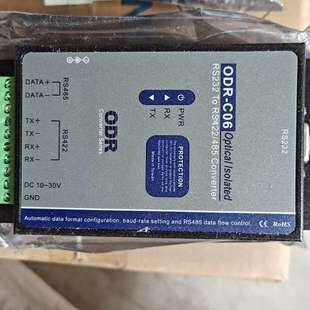 ODR-C06 Optical Isolated
RS232 To RS422/485 Converter
PWR
RX
TX
RS232
DATA+
DATA-
RS485
TX+
TX-
RX+
RX-
RS422
DC 10~30V
GND
ODR
PROTECTION
Automatic data format configuration, baud-rate setting and RS485 data flow control.
CE RoHS